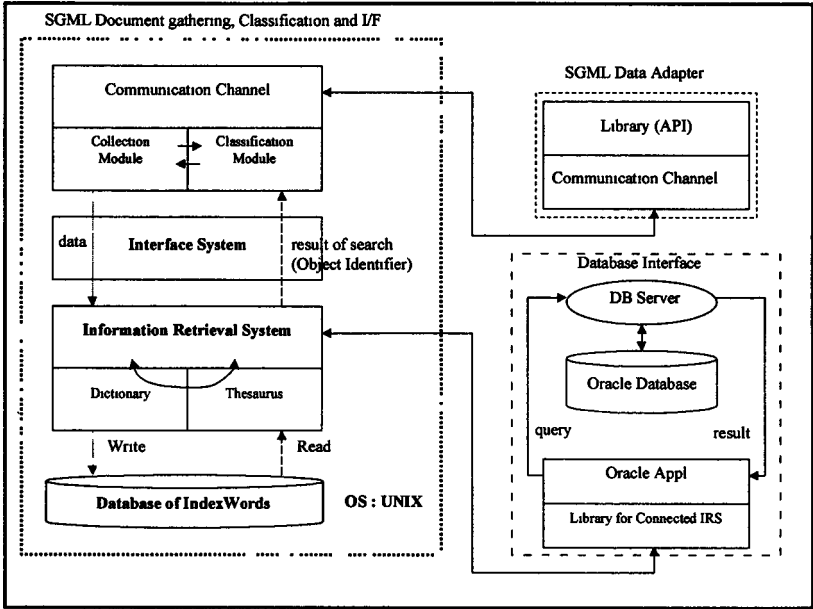 SGML Document gathering, Classification and I/F
Communication Channel
Collection
Module
Classification
Module
data
Interface System
result of search
(Object Identifier)
Information Retrieval System
Dictionary
Thesaurus
Write
Read
Database of IndexWords
OS : UNIX
SGML Data Adapter
Library (API)
Communication Channel
Database Interface
DB Server
Oracle Database
query
result
Oracle Appl
Library for Connected IRS